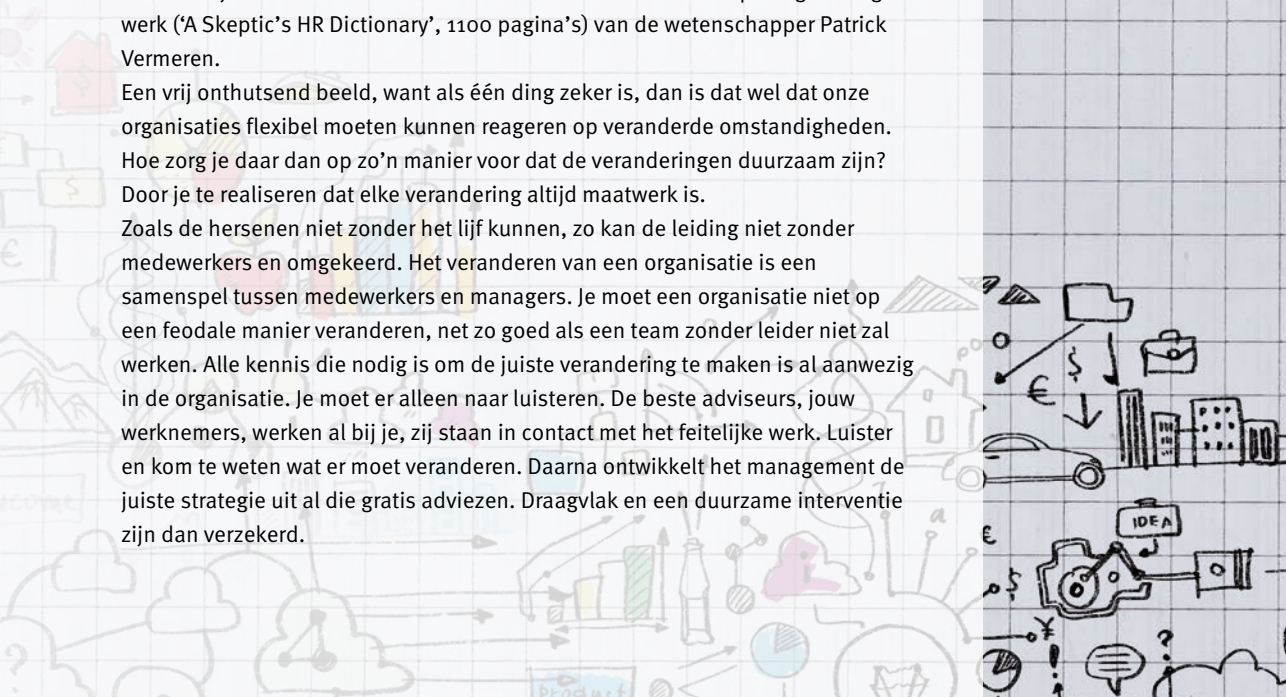 werk (‘A Skeptic’s HR Dictionary’, 1100 pagina’s) van de wetenschapper Patrick
Vermeren.
Een vrij onthutsend beeld, want als één ding zeker is, dan is dat wel dat onze
organisaties flexibel moeten kunnen reageren op veranderde omstandigheden.
Hoe zorg je daar dan op zo’n manier voor dat de veranderingen duurzaam zijn?
Door je te realiseren dat elke verandering altijd maatwerk is.
Zoals de hersenen niet zonder het lijf kunnen, zo kan de leiding niet zonder
medewerkers en omgekeerd. Het veranderen van een organisatie is een
samenspel tussen medewerkers en managers. Je moet een organisatie niet op
een feodale manier veranderen, net zo goed als een team zonder leider niet zal
werken. Alle kennis die nodig is om de juiste verandering te maken is al aanwezig
in de organisatie. Je moet er alleen naar luisteren. De beste adviseurs, jouw
werknemers, werken al bij je, zij staan in contact met het feitelijke werk. Luister
en kom te weten wat er moet veranderen. Daarna ontwikkelt het management de
juiste strategie uit al die gratis adviezen. Draagvlak en een duurzame interventie
zijn dan verzekerd.
IDEA
product